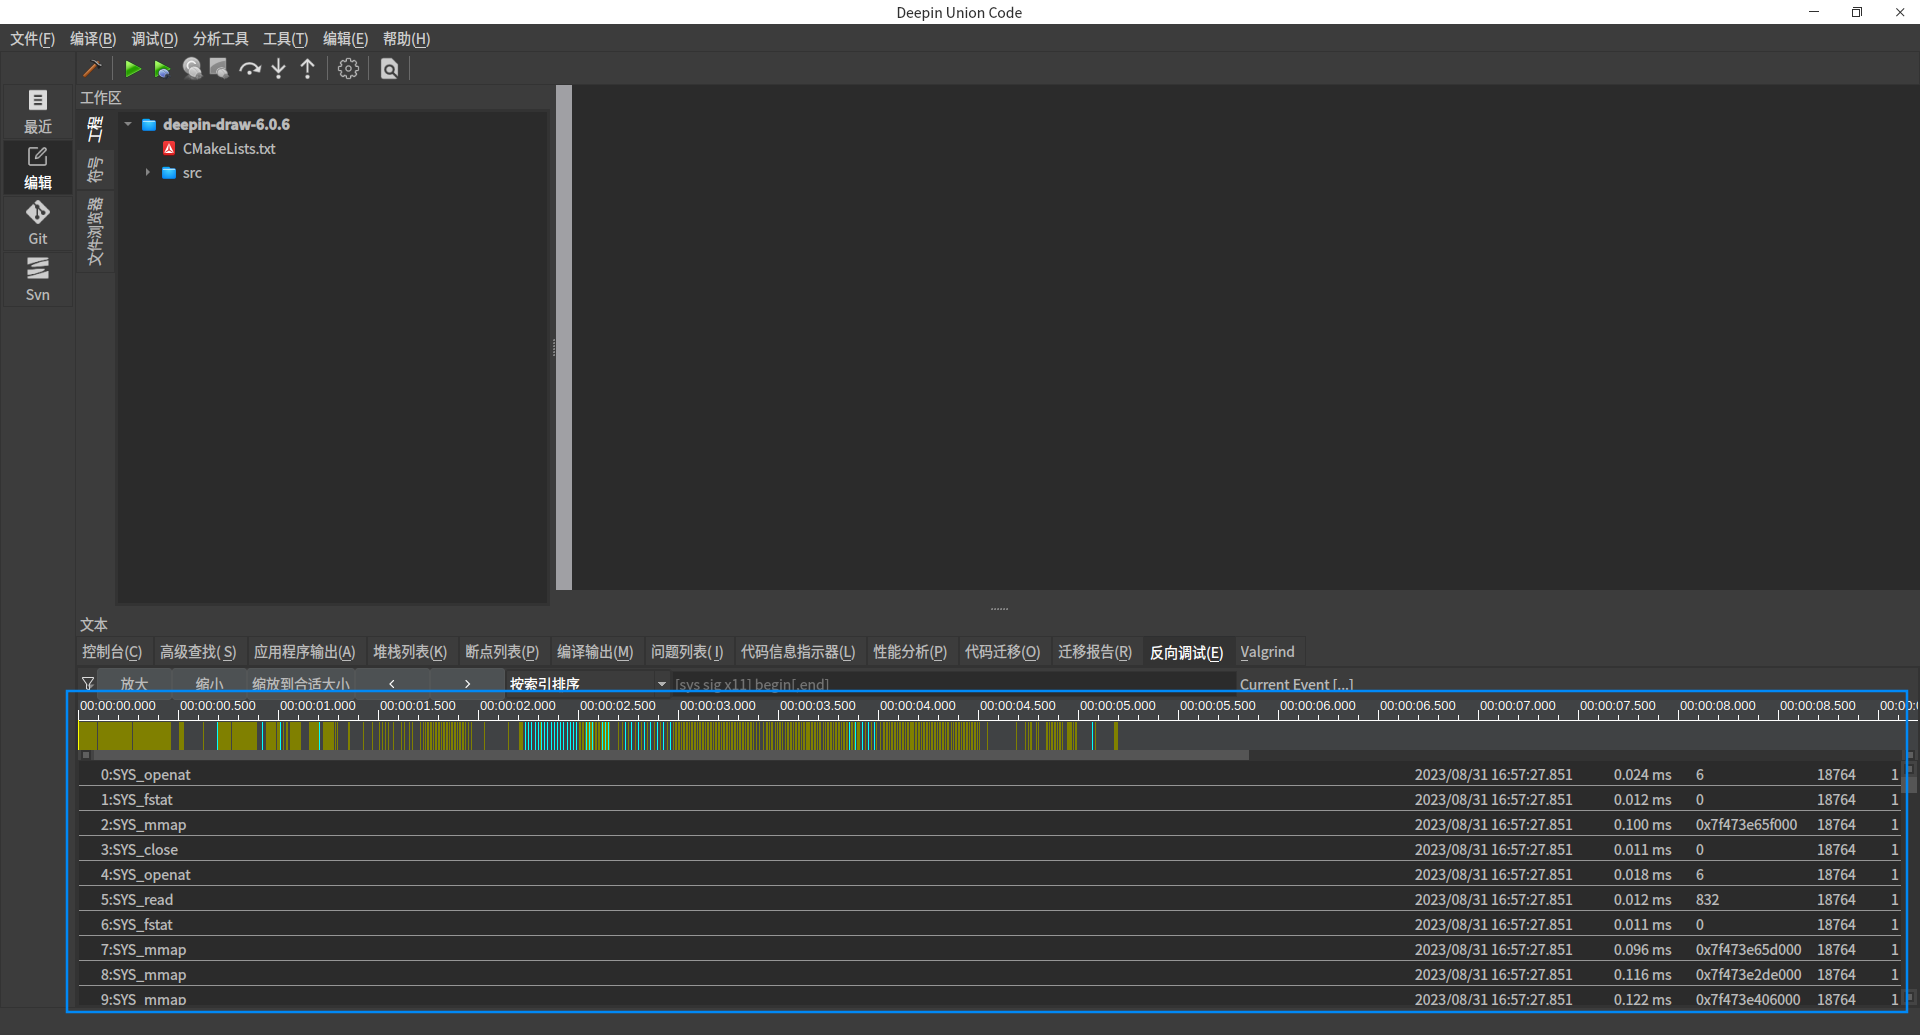 Deepin Union Code
文件(F) 编译(B) 调试(D) 分析工具 工具(T) 编辑(E) 帮助(H)
最近
编辑
Git
Svn
工作区
工程
符号
文件浏览器
deepin-draw-6.0.6
CMakeLists.txt
src
文本
控制台(C) 高级查找(S) 应用程序输出(A) 堆栈列表(K) 断点列表(P) 编译输出(M) 问题列表(I) 代码信息指示器(L) 性能分析(P) 代码迁移(O) 迁移报告(R) 反向调试(E) Valgrind
放大 缩小 缩放到合适大小 < > 按索引排序 [sys sig x11] begin[,end] Current Event [...]
00:00:00.000 00:00:00.500 00:00:01.000 00:00:01.500 00:00:02.000 00:00:02.500 00:00:03.000 00:00:03.500 00:00:04.000 00:00:04.500 00:00:05.000 00:00:05.500 00:00:06.000 00:00:06.500 00:00:07.000 00:00:07.500 00:00:08.000 00:00:08.500
0:SYS_openat 2023/08/31 16:57:27.851 0.024 ms 6 18764 1
1:SYS_fstat 2023/08/31 16:57:27.851 0.012 ms 0 18764 1
2:SYS_mmap 2023/08/31 16:57:27.851 0.100 ms 0x7f473e65f000 18764 1
3:SYS_close 2023/08/31 16:57:27.851 0.011 ms 0 18764 1
4:SYS_openat 2023/08/31 16:57:27.851 0.018 ms 6 18764 1
5:SYS_read 2023/08/31 16:57:27.851 0.012 ms 832 18764 1
6:SYS_fstat 2023/08/31 16:57:27.851 0.011 ms 0 18764 1
7:SYS_mmap 2023/08/31 16:57:27.851 0.096 ms 0x7f473e65d000 18764 1
8:SYS_mmap 2023/08/31 16:57:27.851 0.116 ms 0x7f473e2de000 18764 1
9:SYS_mmap 2023/08/31 16:57:27.851 0.122 ms 0x7f473e406000 18764 1